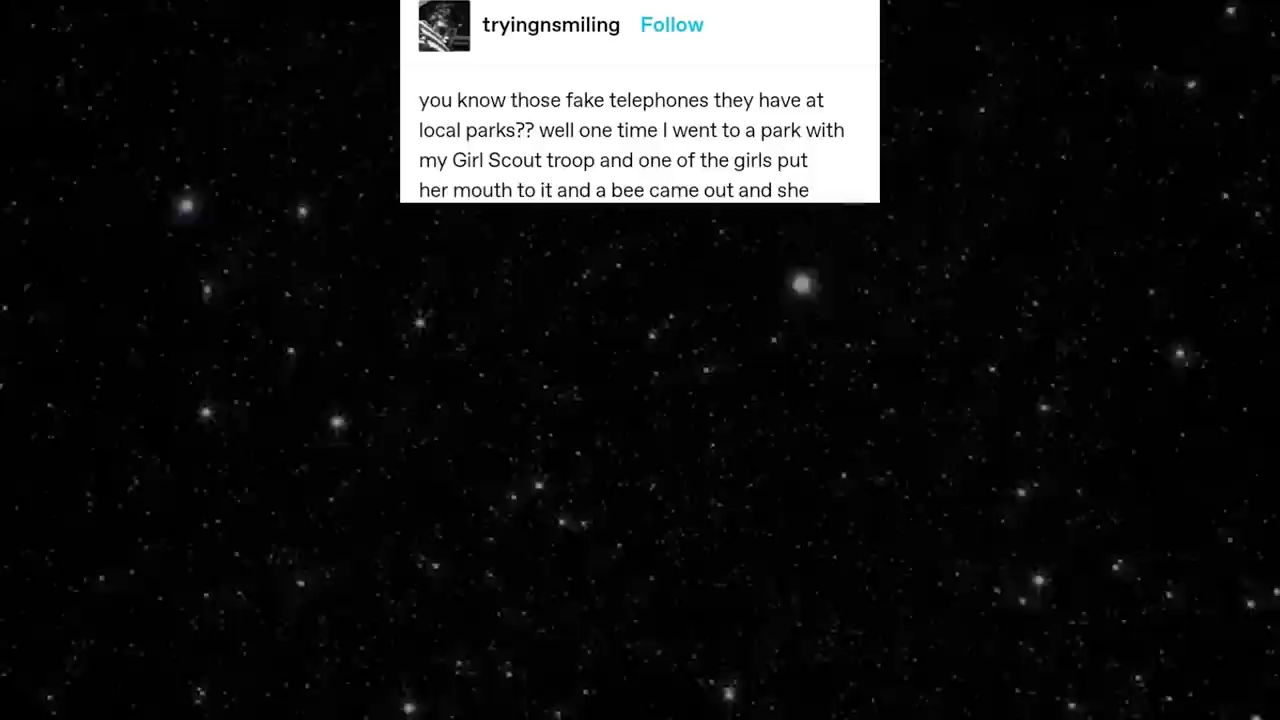 tryingnsmiling Follow
you know those fake telephones they have at
local parks?? well one time I went to a park with
my Girl Scout troop and one of the girls put
her mouth to it and a bee came out and she